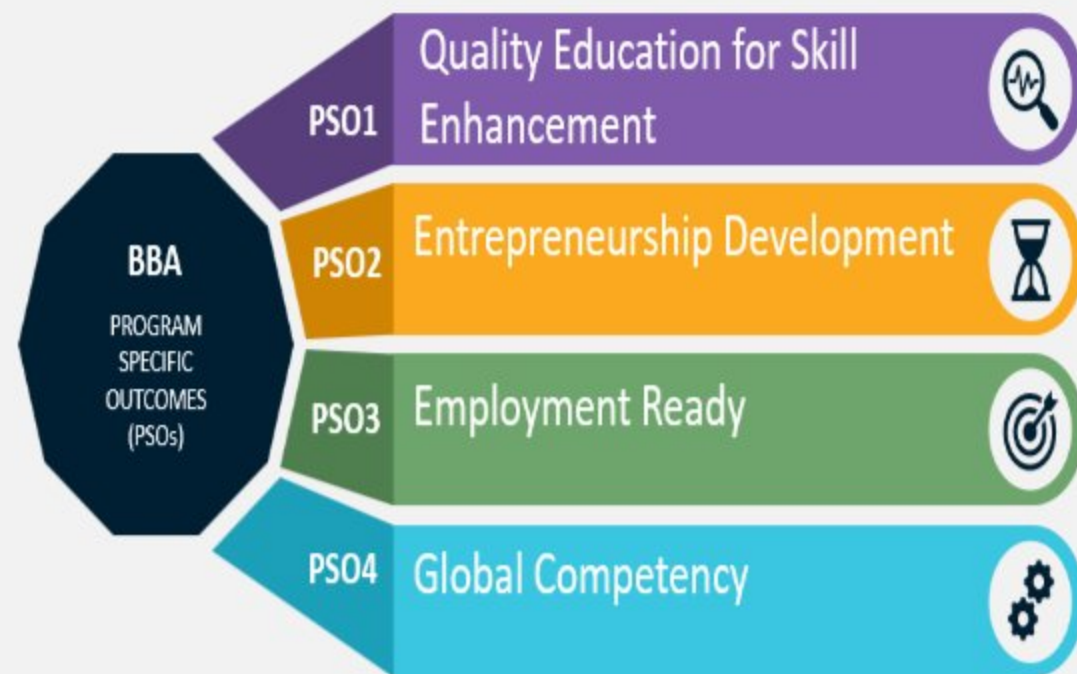 BBA
PROGRAM
SPECIFIC
OUTCOMES
(PSOs)
PSO1
Quality Education for Skill
Enhancement
PSO2
Entrepreneurship Development
PSO3
Employment Ready
PSO4
Global Competency